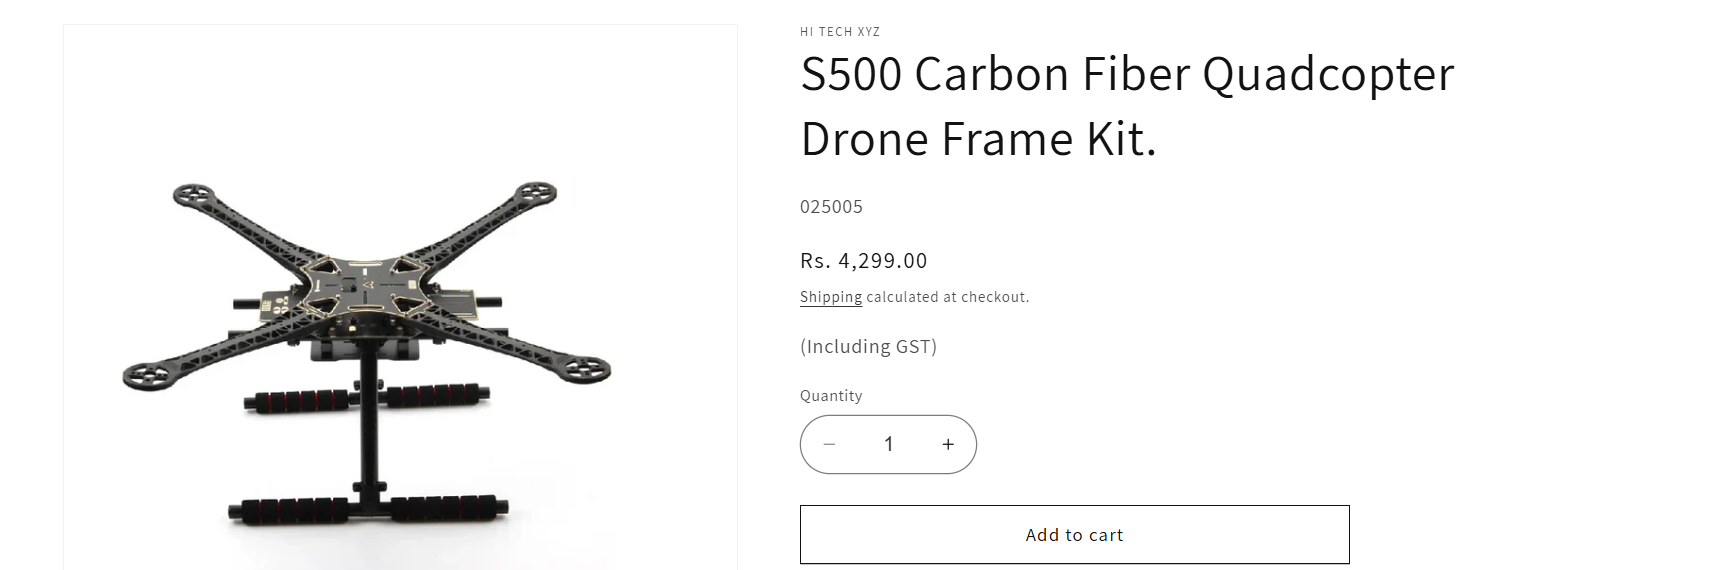 HI TECH XYZ
S500 Carbon Fiber Quadcopter
Drone Frame Kit.
025005
Rs. 4,299.00
Shipping calculated at checkout.
(Including GST)
Quantity
− 1 +
Add to cart